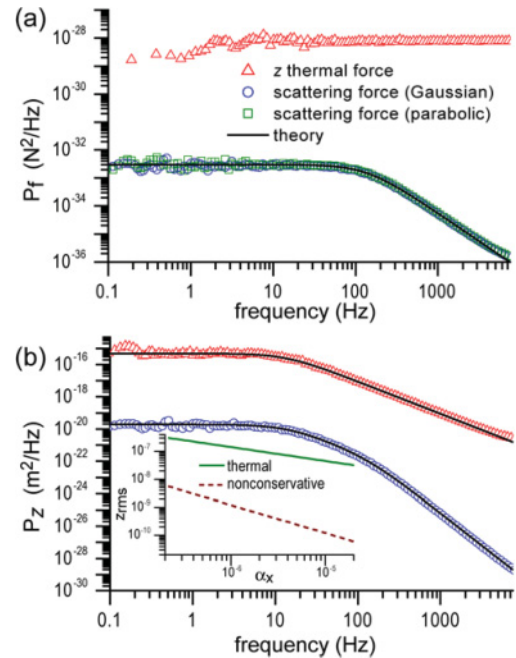 (a)
10^-28
10^-30
10^-32
10^-34
10^-36
P_f (N²/Hz)
z thermal force
scattering force (Gaussian)
scattering force (parabolic)
theory
0.1 1 10 100 1000
frequency (Hz)
(b)
10^-16
10^-18
10^-20
10^-22
10^-24
10^-26
10^-28
10^-30
P_z (m²/Hz)
10^-7
10^-8
10^-9
10^-10
z_rms
thermal
nonconservative
10^-6 10^-5
α_x
0.1 1 10 100 1000
frequency (Hz)